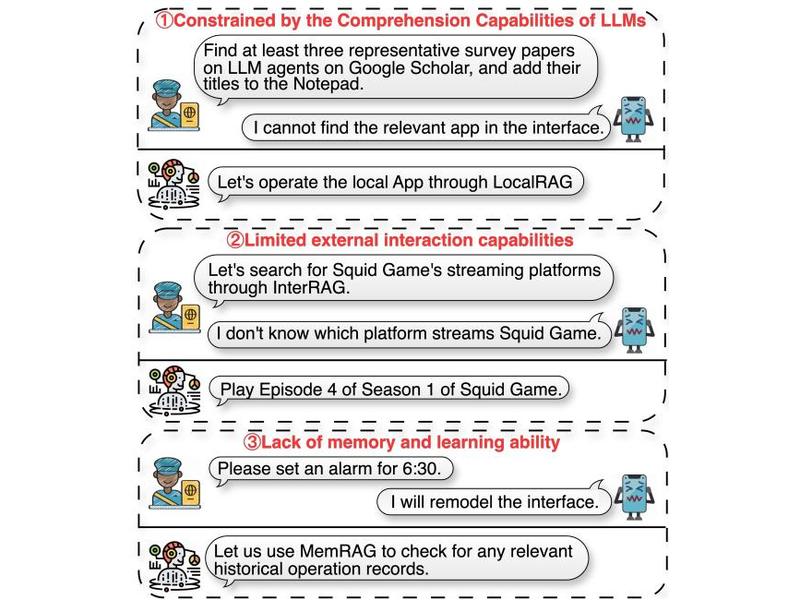 ①Constrained by the Comprehension Capabilities of LLMs
Find at least three representative survey papers
on LLM agents on Google Scholar, and add their
titles to the Notepad.
I cannot find the relevant app in the interface.
Let's operate the local App through LocalRAG
②Limited external interaction capabilities
Let's search for Squid Game's streaming platforms
through InterRAG.
I don't know which platform streams Squid Game.
Play Episode 4 of Season 1 of Squid Game.
③Lack of memory and learning ability
Please set an alarm for 6:30.
I will remodel the interface.
Let us use MemRAG to check for any relevant
historical operation records.